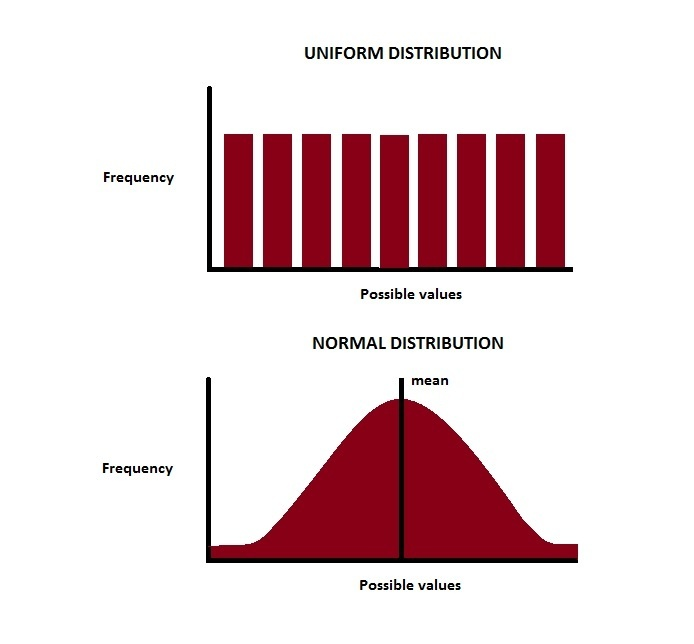 UNIFORM DISTRIBUTION
Frequency
Possible values
NORMAL DISTRIBUTION
mean
Frequency
Possible values